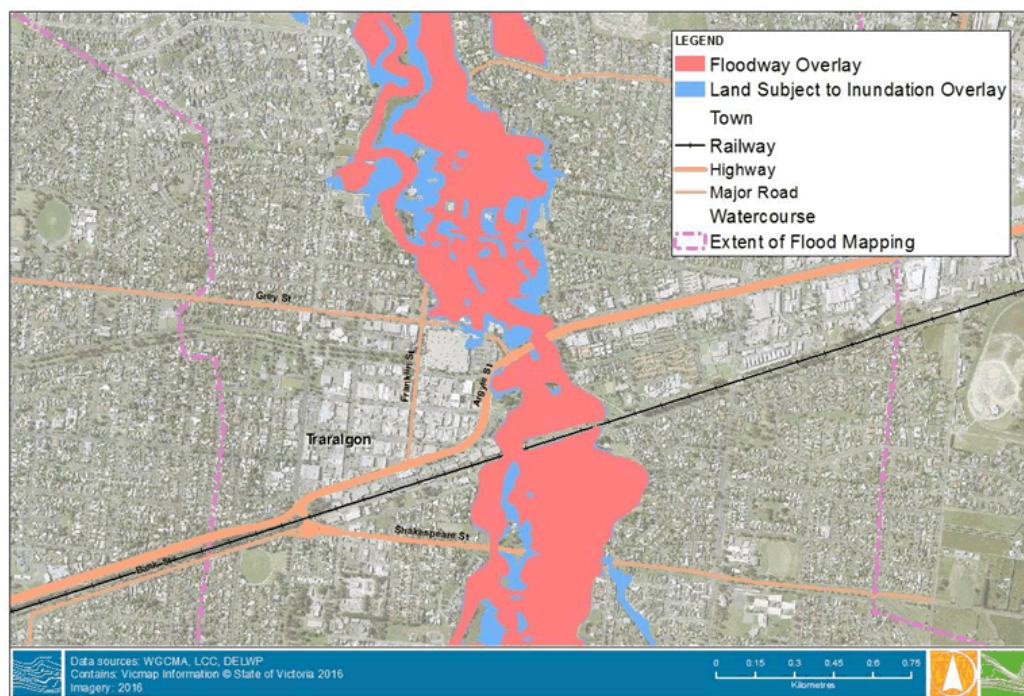 LEGEND
Floodway Overlay
Land Subject to Inundation Overlay
Town
Railway
Highway
Major Road
Watercourse
Extent of Flood Mapping
Grey St
Franklin St
Argyle St
Traralgon
Shakespeare St
Bank St
Data sources: WGCMA, LCC, DELWP
Contains: Vicmap Information © State of Victoria 2016
Imagery: 2016
0 0.15 0.3 0.45 0.6 0.75
Kilometres